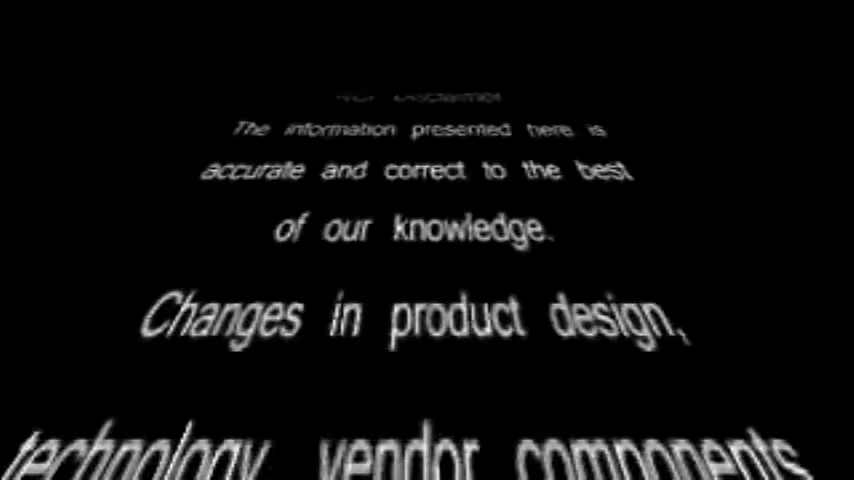 Disclaimer
The information presented here is
accurate and correct to the best
of our knowledge.
Changes in product design,
technology, vendor components